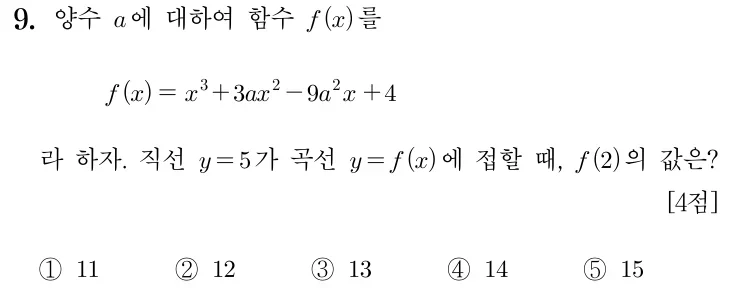 9. 양수 a에 대하여 함수 f(x)를
f(x) = x³+3ax²−9a²x+4
라 하자. 직선 y=5가 곡선 y=f(x)에 접할 때, f(2)의 값은?
[4점]
① 11 ② 12 ③ 13 ④ 14 ⑤ 15